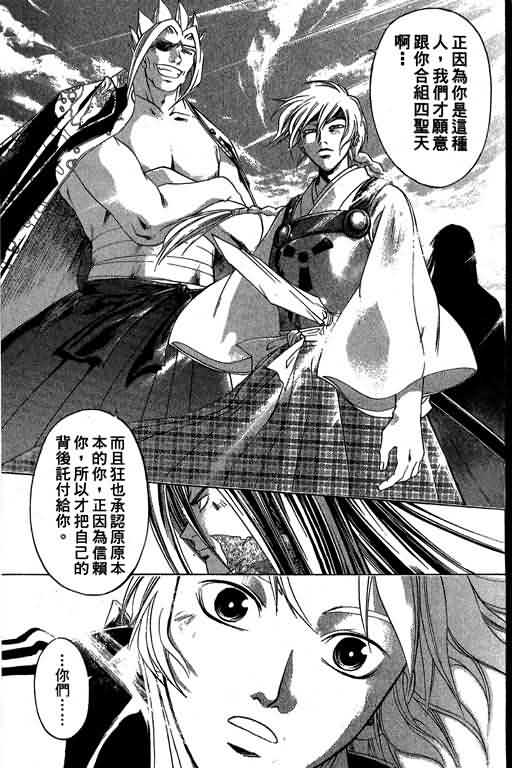 正因為你是這種
人，我們才願意
跟你合組四聖天
啊…
而且狂也承認原原本
本的你，正因為信賴
你，所以才把自己的
背後託付給你。
…你們……